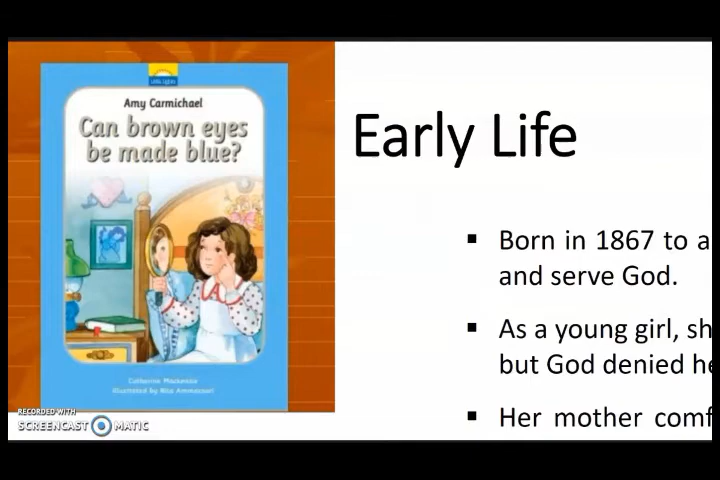 little lights
Amy Carmichael
Can brown eyes
be made blue?
Catherine Mackenzie
Illustrated by Rita Ammassari
Early Life
▪ Born in 1867 to a
and serve God.
▪ As a young girl, sh
but God denied he
▪ Her mother comf
RECORDED WITH
SCREENCAST MATIC